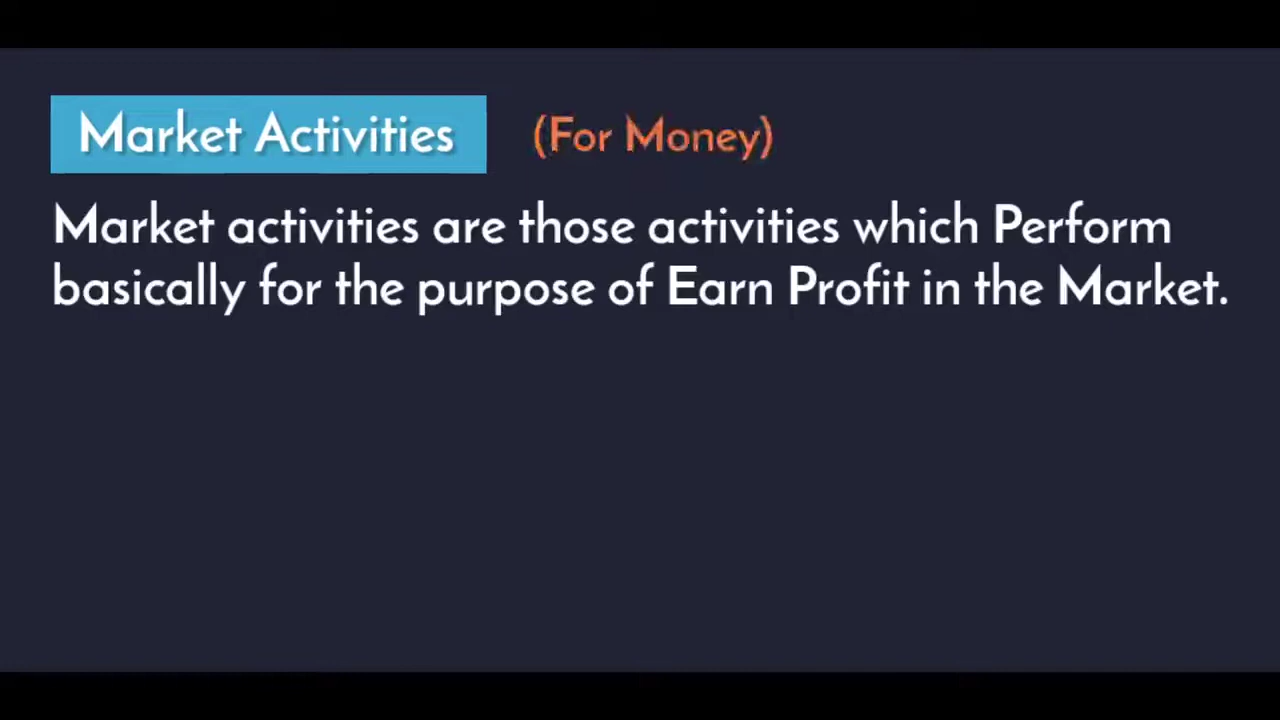 Market Activities (For Money)
Market activities are those activities which Perform
basically for the purpose of Earn Profit in the Market.